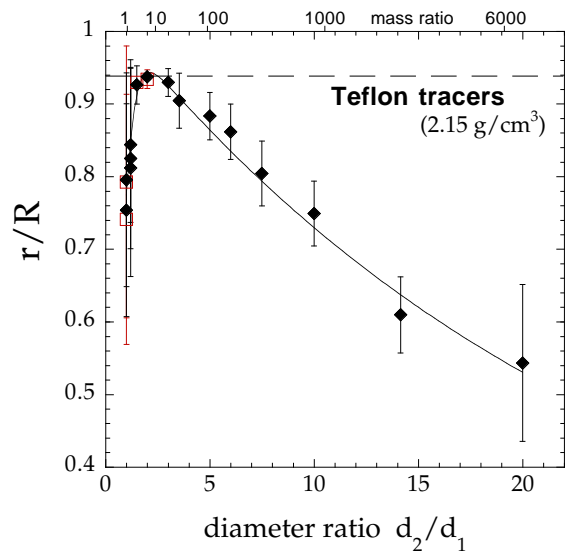 1 10 100 1000 mass ratio 6000
1
0.9
0.8
0.7
0.6
0.5
0.4
r/R
Teflon tracers
(2.15 g/cm³)
0 5 10 15 20
diameter ratio d₂/d₁